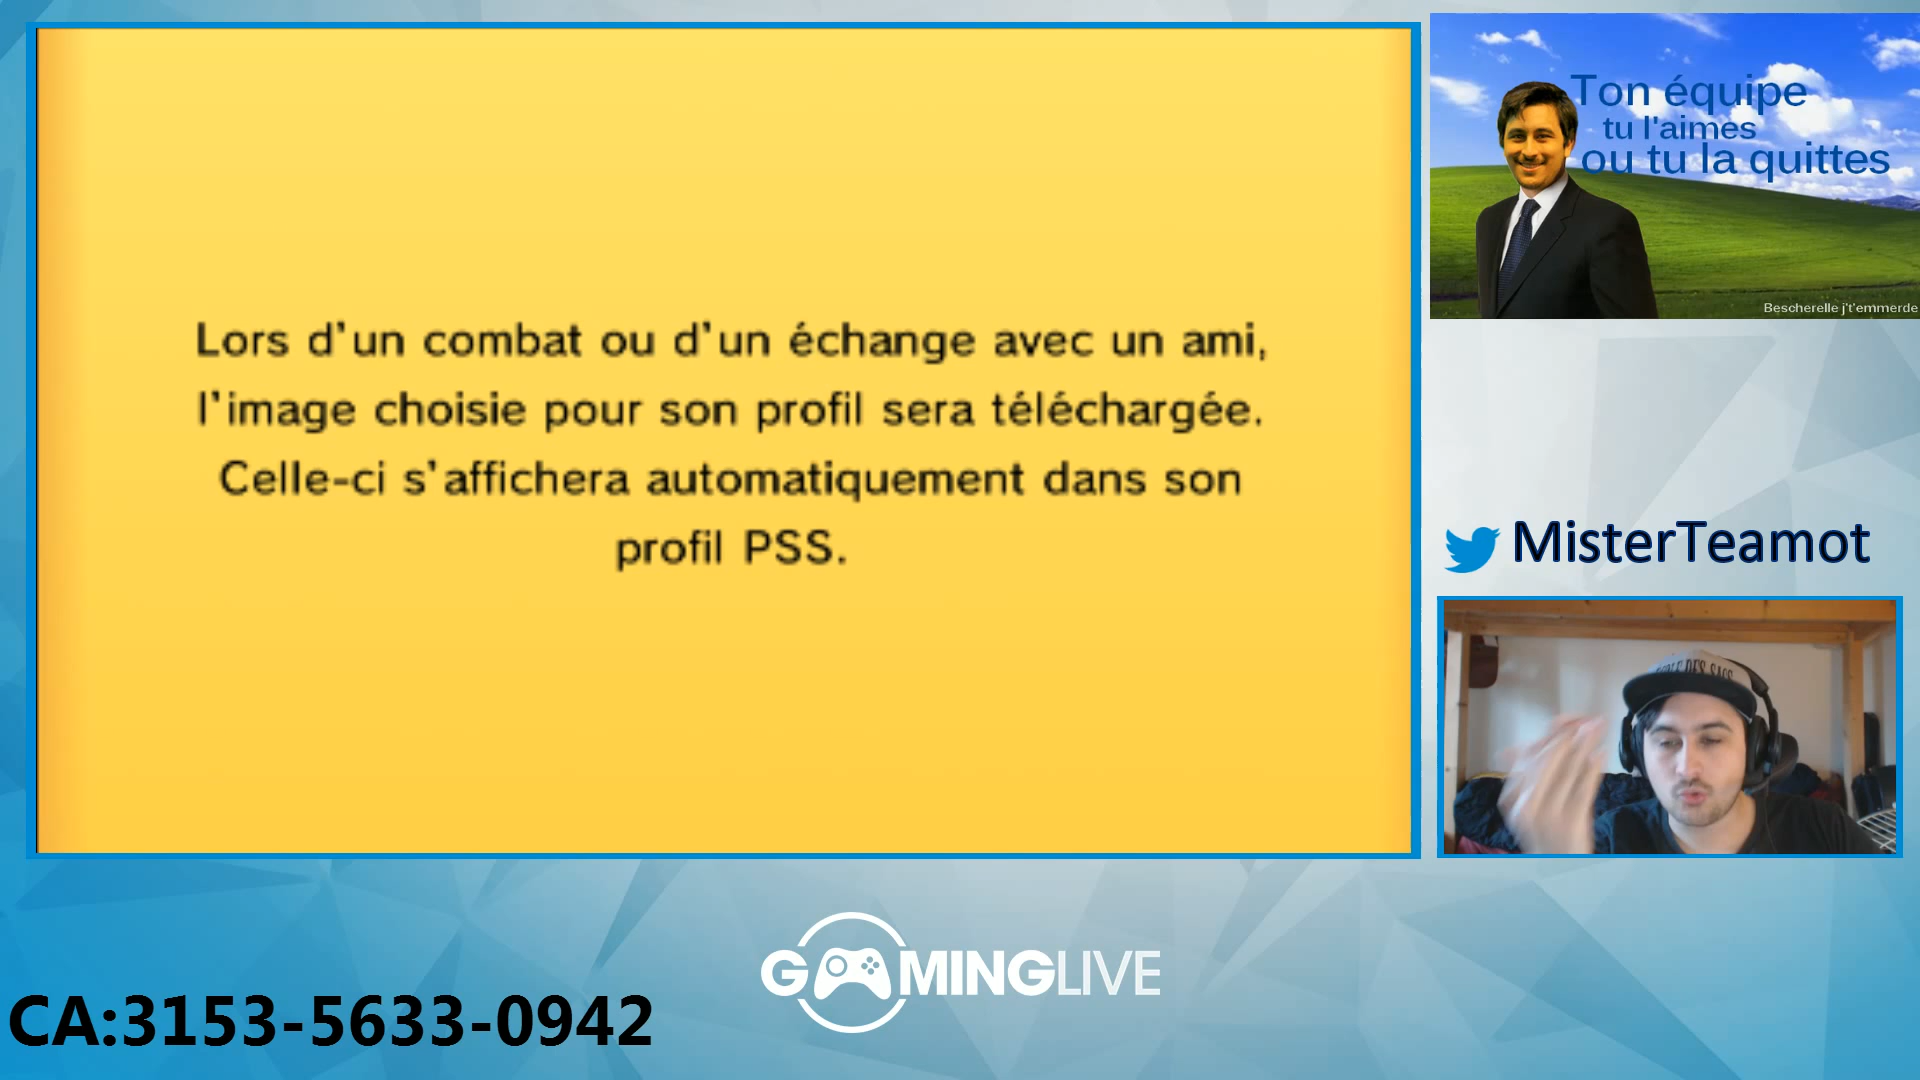 Lors d'un combat ou d'un échange avec un ami,
l'image choisie pour son profil sera téléchargée.
Celle-ci s'affichera automatiquement dans son
profil PSS.
Ton équipe
tu l'aimes
ou tu la quittes
Bescherelle j't'emmerde
MisterTeamot
DES SACS
GAMINGLIVE
CA:3153-5633-0942